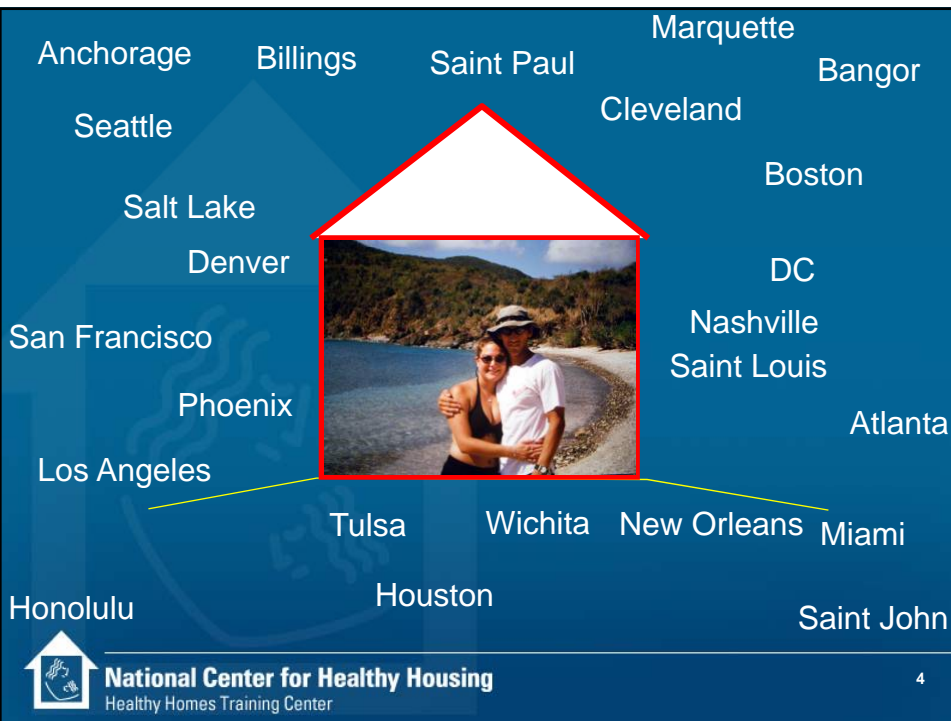 Marquette
Anchorage
Billings
Saint Paul
Bangor
Cleveland
Seattle
Boston
Salt Lake
Denver
DC
San Francisco
Nashville
Saint Louis
Phoenix
Atlanta
Los Angeles
Tulsa
Wichita
New Orleans
Miami
Houston
Honolulu
Saint John
National Center for Healthy Housing
Healthy Homes Training Center
4